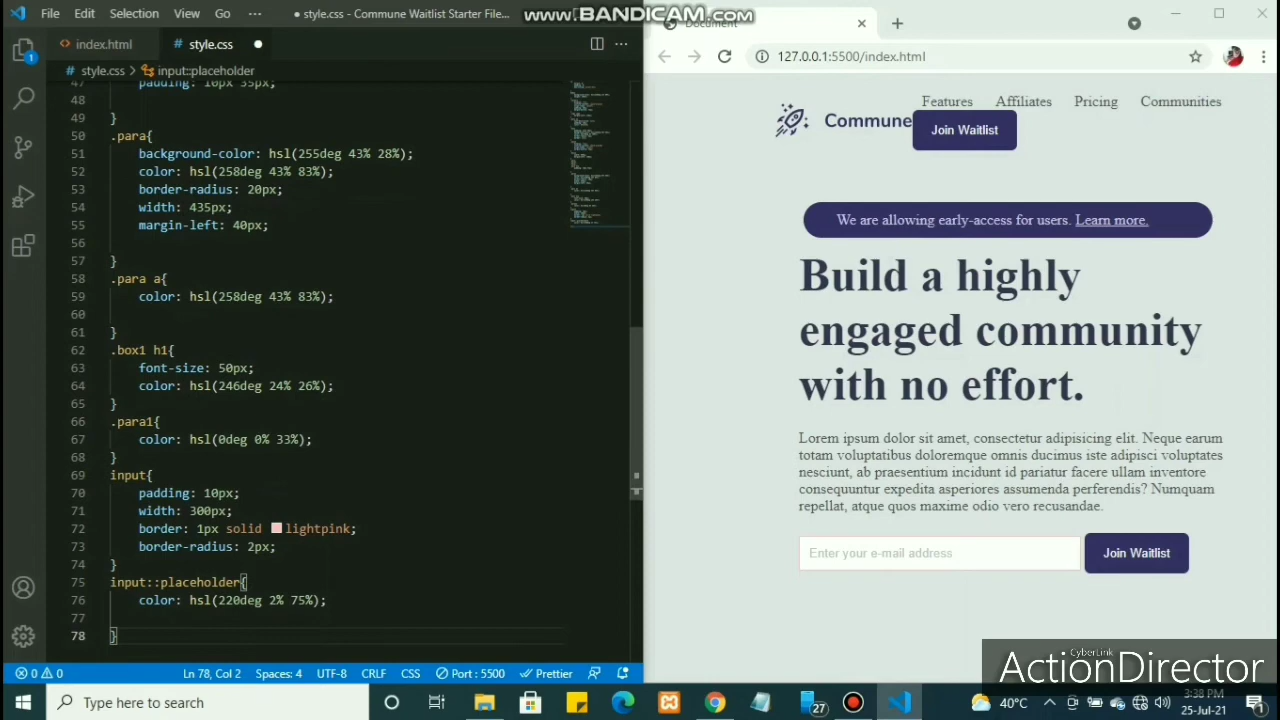 File Edit Selection View Go ··· ● style.css - Commune Waitlist Starter File...
www.BANDICAM.com
Document
index.html
# style.css
127.0.0.1:5500/index.html
# style.css > input::placeholder
47 padding: 10px 35px;
48
49 }
50 .para{
51 background-color: hsl(255deg 43% 28%);
52 color: hsl(258deg 43% 83%);
53 border-radius: 20px;
54 width: 435px;
55 margin-left: 40px;
56
57 }
58 .para a{
59 color: hsl(258deg 43% 83%);
60
61 }
62 .box1 h1{
63 font-size: 50px;
64 color: hsl(246deg 24% 26%);
65 }
66 .para1{
67 color: hsl(0deg 0% 33%);
68 }
69 input{
70 padding: 10px;
71 width: 300px;
72 border: 1px solid lightpink;
73 border-radius: 2px;
74 }
75 input::placeholder{
76 color: hsl(220deg 2% 75%);
77
78 }
1
Features Affiliates Pricing Communities
Commune
Join Waitlist
We are allowing early-access for users. Learn more.
Build a highly
engaged community
with no effort.
Lorem ipsum dolor sit amet, consectetur adipisicing elit. Neque earum
totam voluptatibus doloremque omnis ducimus iste adipisci voluptates
nesciunt, ab praesentium incidunt id pariatur facere ullam inventore
consequuntur expedita asperiores assumenda perferendis? Numquam
repellat, atque quos maxime odio vero recusandae.
Enter your e-mail address Join Waitlist
CyberLink
ActionDirector
0 0 Ln 78, Col 2 Spaces: 4 UTF-8 CRLF CSS Port : 5500 Prettier
Type here to search
27
40°C
3:38 PM
25-Jul-21
1